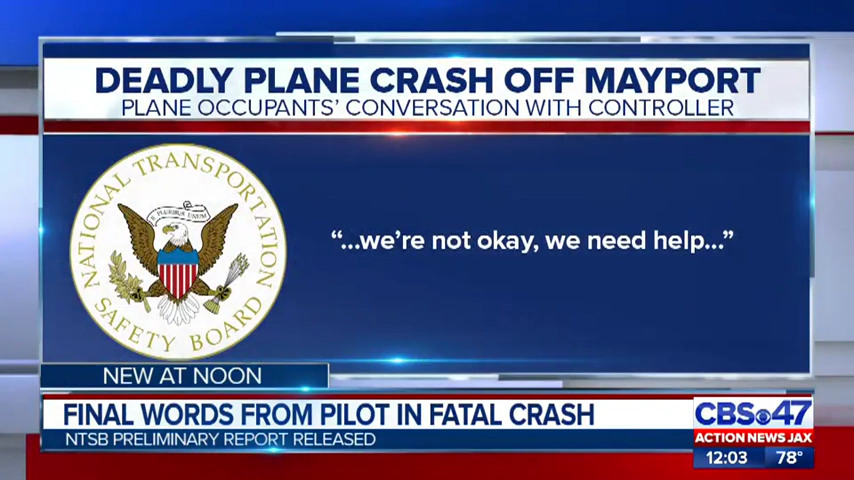 DEADLY PLANE CRASH OFF MAYPORT
PLANE OCCUPANTS' CONVERSATION WITH CONTROLLER
NATIONAL TRANSPORTATION
SAFETY BOARD
E PLURIBUS UNUM
“...we're not okay, we need help...”
NEW AT NOON
FINAL WORDS FROM PILOT IN FATAL CRASH
NTSB PRELIMINARY REPORT RELEASED
CBS 47
ACTION NEWS JAX
12:03 78°